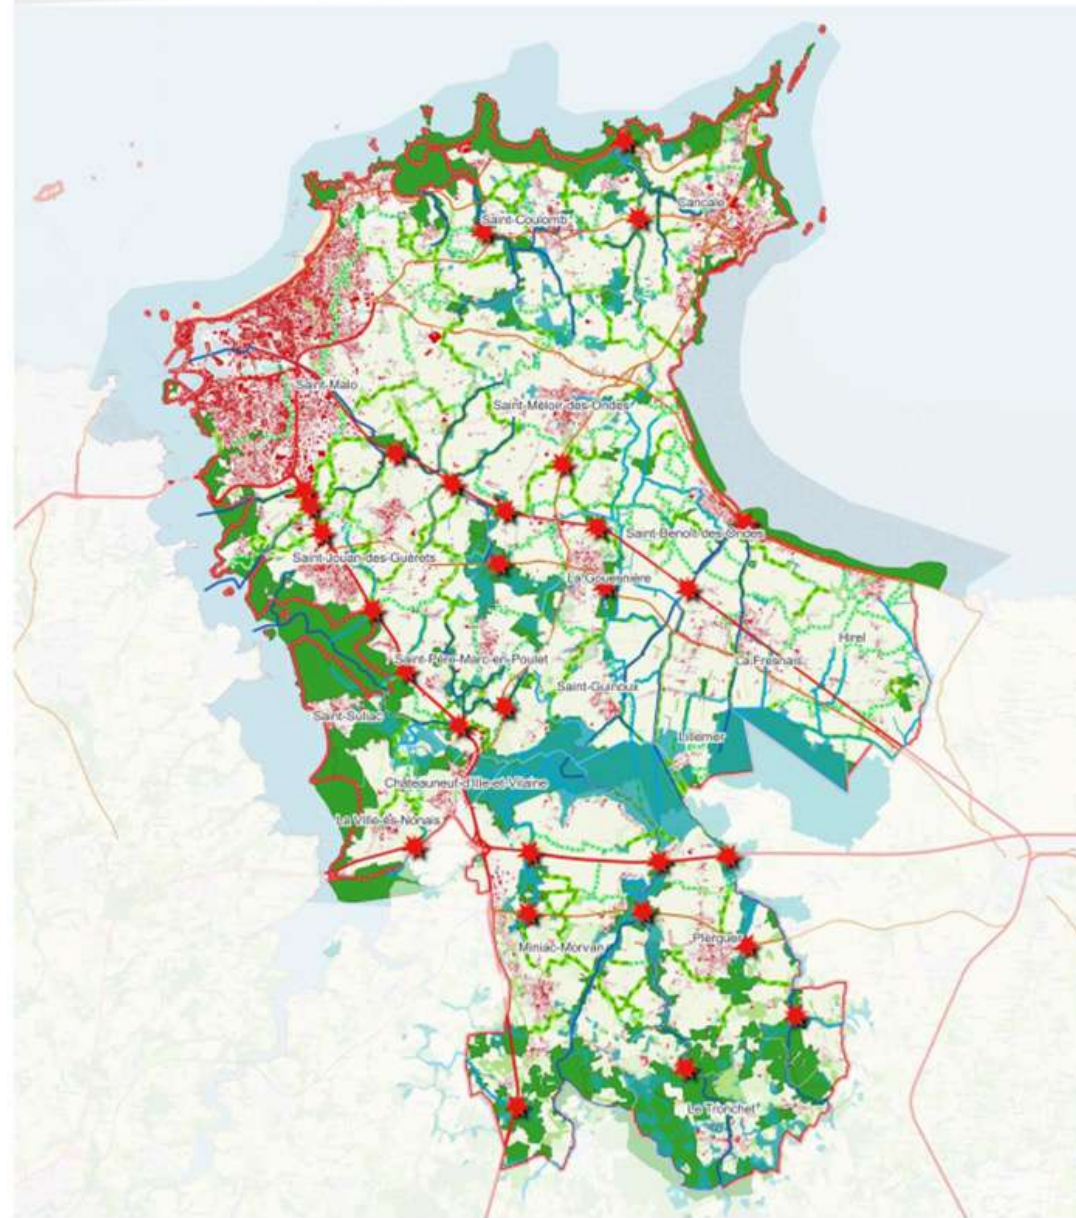 Cancale
Saint-Coulomb
Saint-Malo
Saint-Méloir-des-Ondes
Saint-Benoît-des-Ondes
Saint-Jouan-des-Guérets
La Gouesnière
Hirel
Saint-Père-Marc-en-Poulet
La Fresnais
Saint-Guinoux
Saint-Suliac
Lillemer
Châteauneuf-d'Ille-et-Vilaine
La Ville-ès-Nonais
Plerguer
Miniac-Morvan
Le Tronchet